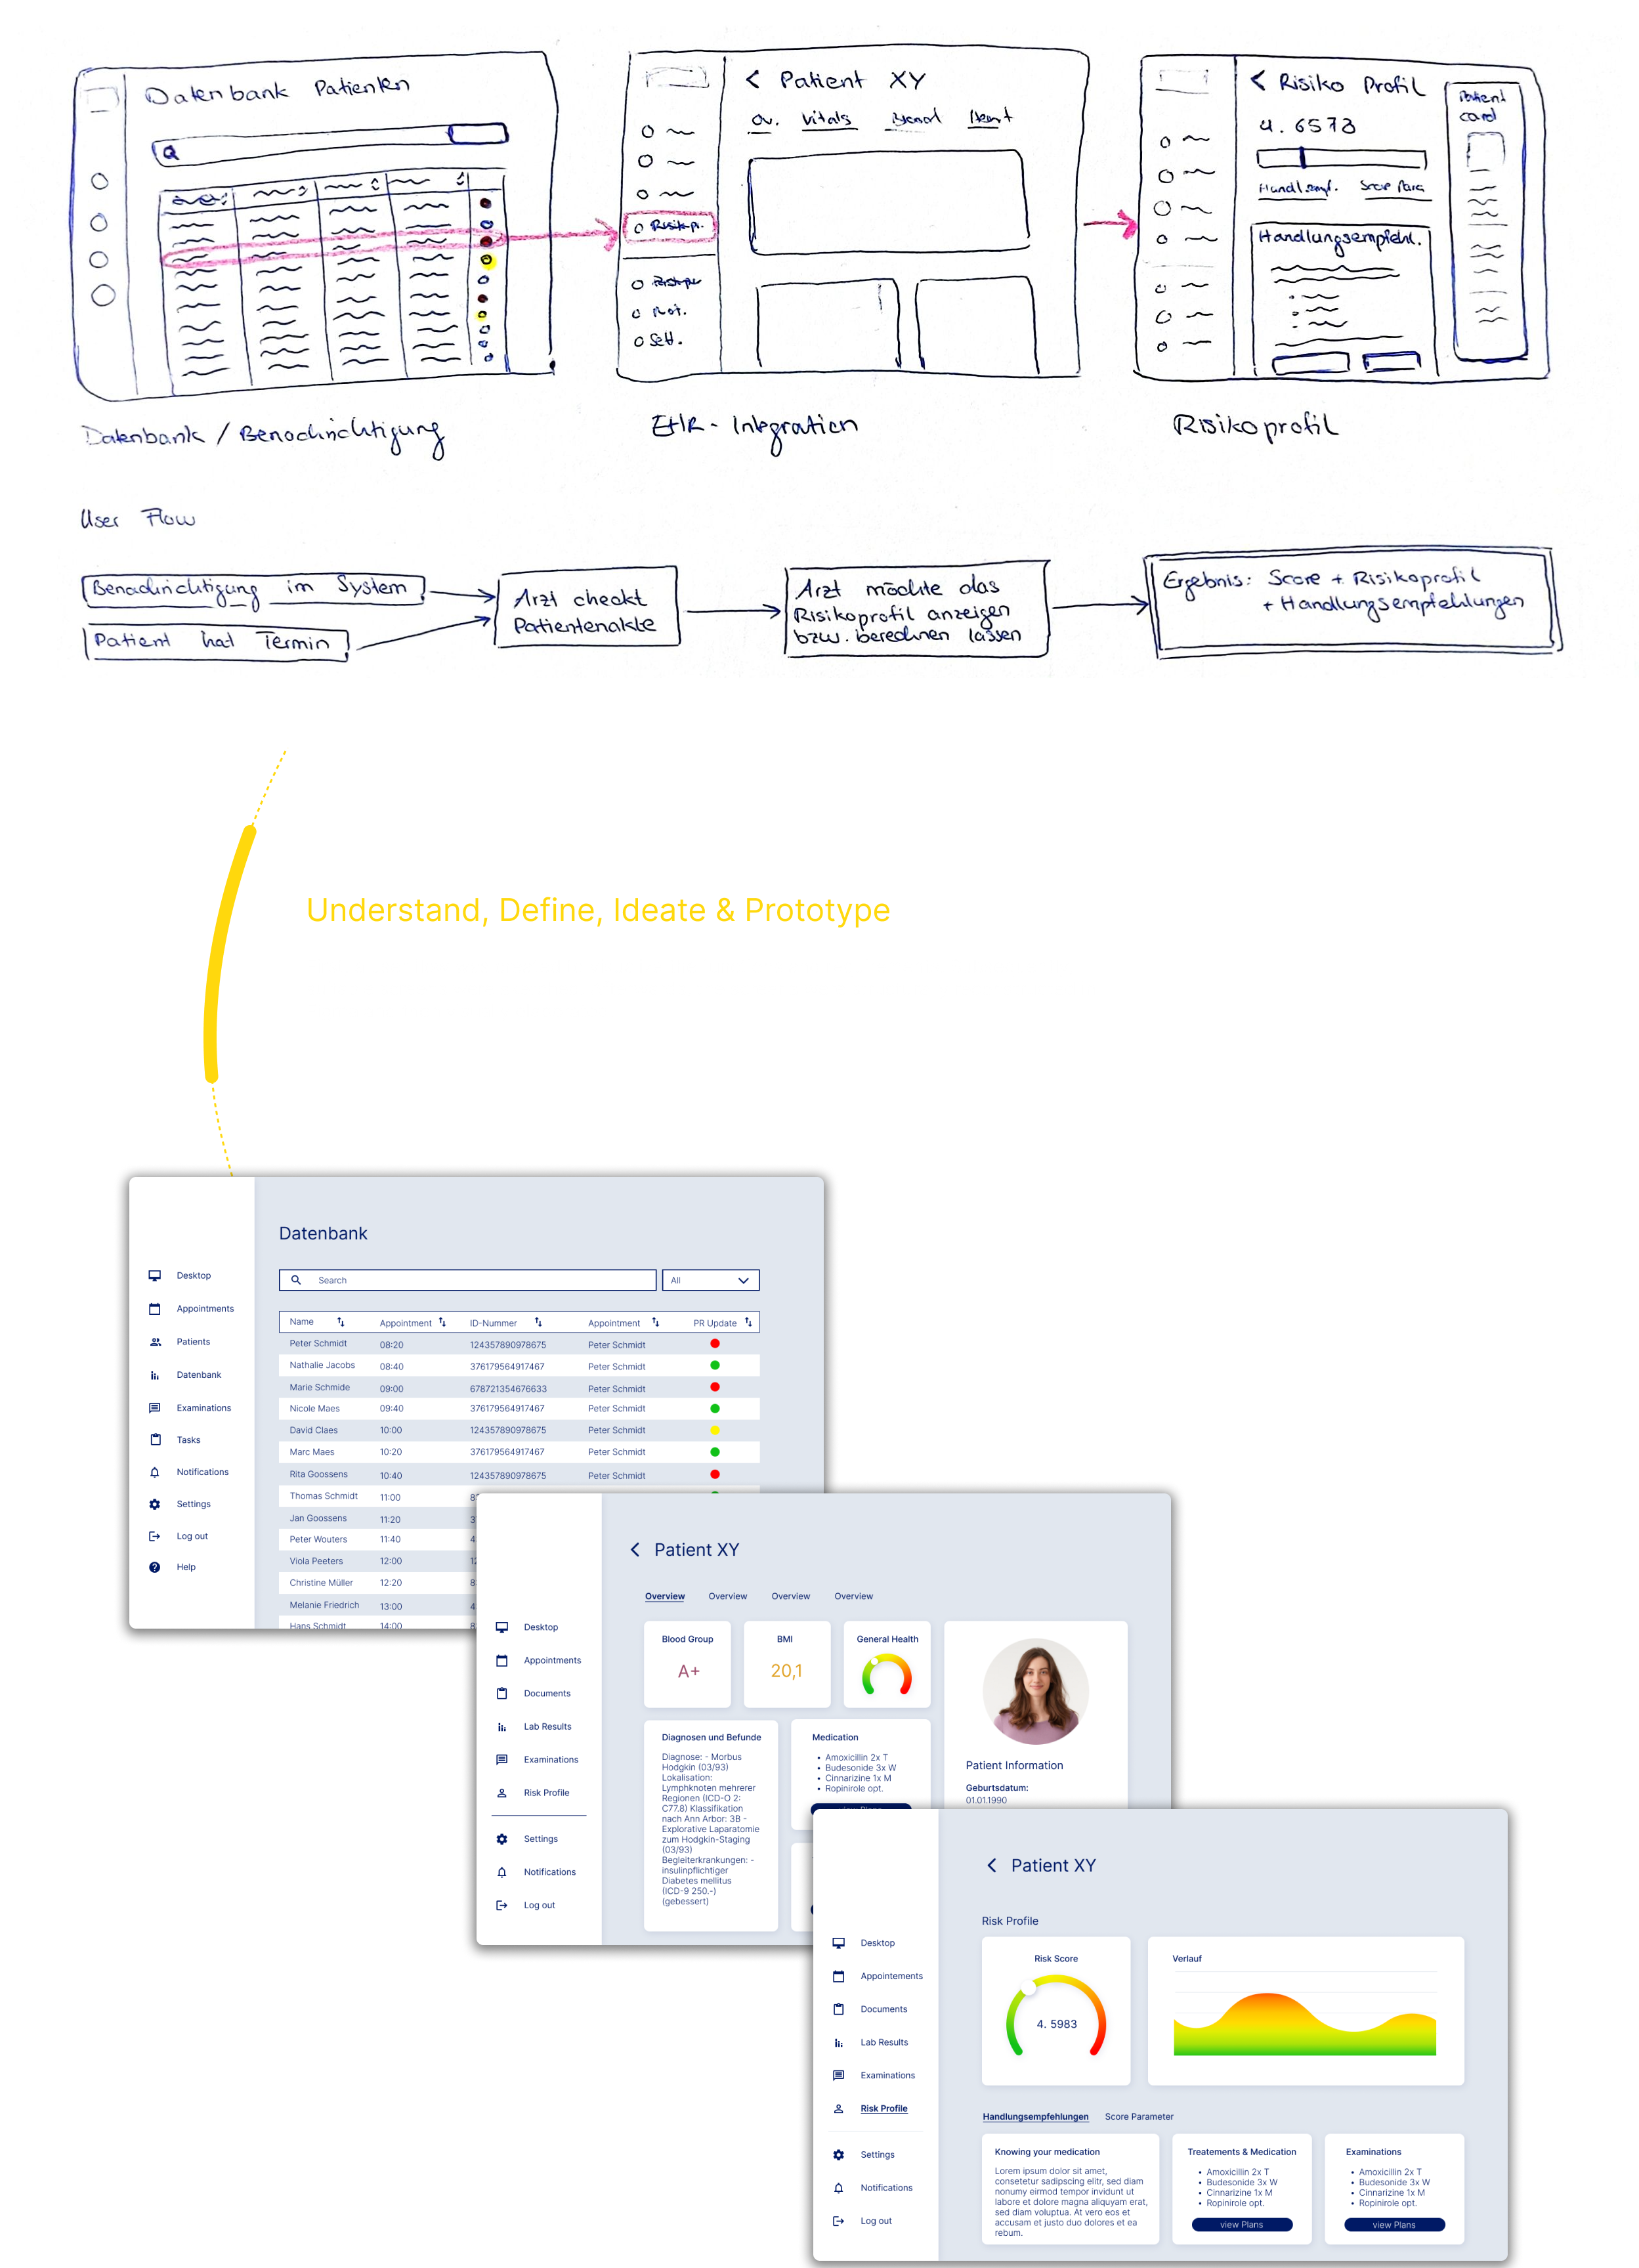 Datenbank Patienten
< Patient XY
Ov. Vitals
Risikop.
Not.
Sett.
< Risiko Profil
4. 6578
Handlungsempfehl.
Patient
card
Datenbank / Benachrichtigung
EHR - Integration
Risikoprofil
User Flow
Benachrichtigung im System
Patient hat Termin
Arzt checkt
Patientenakte
Arzt möchte das
Risikoprofil anzeigen
bzw. berechnen lassen
Ergebnis: Score + Risikoprofil
+ Handlungsempfehlungen
Understand, Define, Ideate & Prototype
Datenbank
Desktop
Appointments
Patients
Datenbank
Examinations
Tasks
Notifications
Settings
Log out
Help
Search
All
Name Appointment ID-Nummer Appointment PR Update
Peter Schmidt 08:20 124357890978675 Peter Schmidt
Nathalie Jacobs 08:40 376179564917467 Peter Schmidt
Marie Schmide 09:00 678721354676633 Peter Schmidt
Nicole Maes 09:40 376179564917467 Peter Schmidt
David Claes 10:00 124357890978675 Peter Schmidt
Marc Maes 10:20 376179564917467 Peter Schmidt
Rita Goossens 10:40 124357890978675 Peter Schmidt
Thomas Schmidt 11:00
Jan Goossens 11:20
Peter Wouters 11:40
Viola Peeters 12:00
Christine Müller 12:20
Melanie Friedrich 13:00
Hans Schmidt 14:00
Patient XY
Desktop
Appointments
Documents
Lab Results
Examinations
Risk Profile
Settings
Notifications
Log out
Overview Overview Overview Overview
Blood Group
A+
BMI
20,1
General Health
Diagnosen und Befunde
Diagnose: - Morbus
Hodgkin (03/93)
Lokalisation:
Lymphknoten mehrerer
Regionen (ICD-O 2:
C77.8) Klassifikation
nach Ann Arbor: 3B -
Explorative Laparatomie
zum Hodgkin-Staging
(03/93)
Begleiterkrankungen: -
insulinpflichtiger
Diabetes mellitus
(ICD-9 250.-)
(gebessert)
Medication
• Amoxicillin 2x T
• Budesonide 3x W
• Cinnarizine 1x M
• Ropinirole opt.
Patient Information
Geburtsdatum:
01.01.1990
Patient XY
Desktop
Appointements
Documents
Lab Results
Examinations
Risk Profile
Settings
Notifications
Log out
Risk Profile
Risk Score
4. 5983
Verlauf
Handlungsempfehlungen Score Parameter
Knowing your medication
Lorem ipsum dolor sit amet,
consetetur sadipscing elitr, sed diam
nonumy eirmod tempor invidunt ut
labore et dolore magna aliquyam erat,
sed diam voluptua. At vero eos et
accusam et justo duo dolores et ea
rebum.
Treatements & Medication
• Amoxicillin 2x T
• Budesonide 3x W
• Cinnarizine 1x M
• Ropinirole opt.
view Plans
Examinations
• Amoxicillin 2x T
• Budesonide 3x W
• Cinnarizine 1x M
• Ropinirole opt.
view Plans